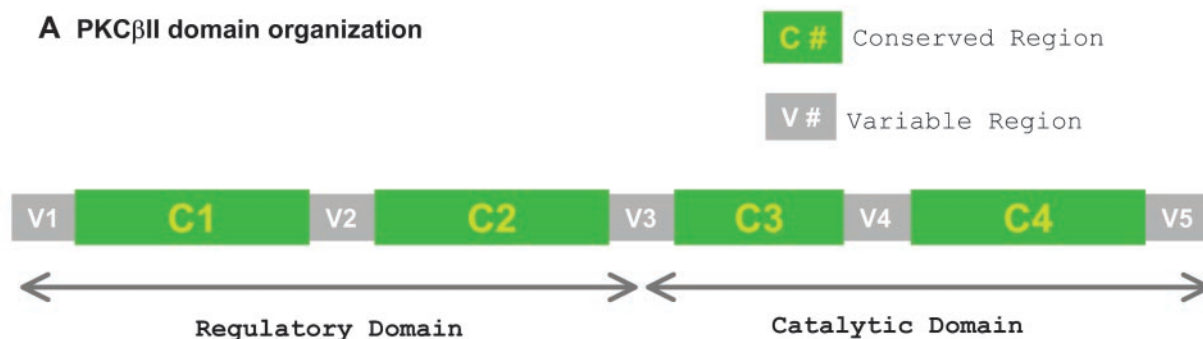 A PKCβII domain organization
C # Conserved Region
V # Variable Region
V1 C1 V2 C2 V3 C3 V4 C4 V5
Regulatory Domain Catalytic Domain